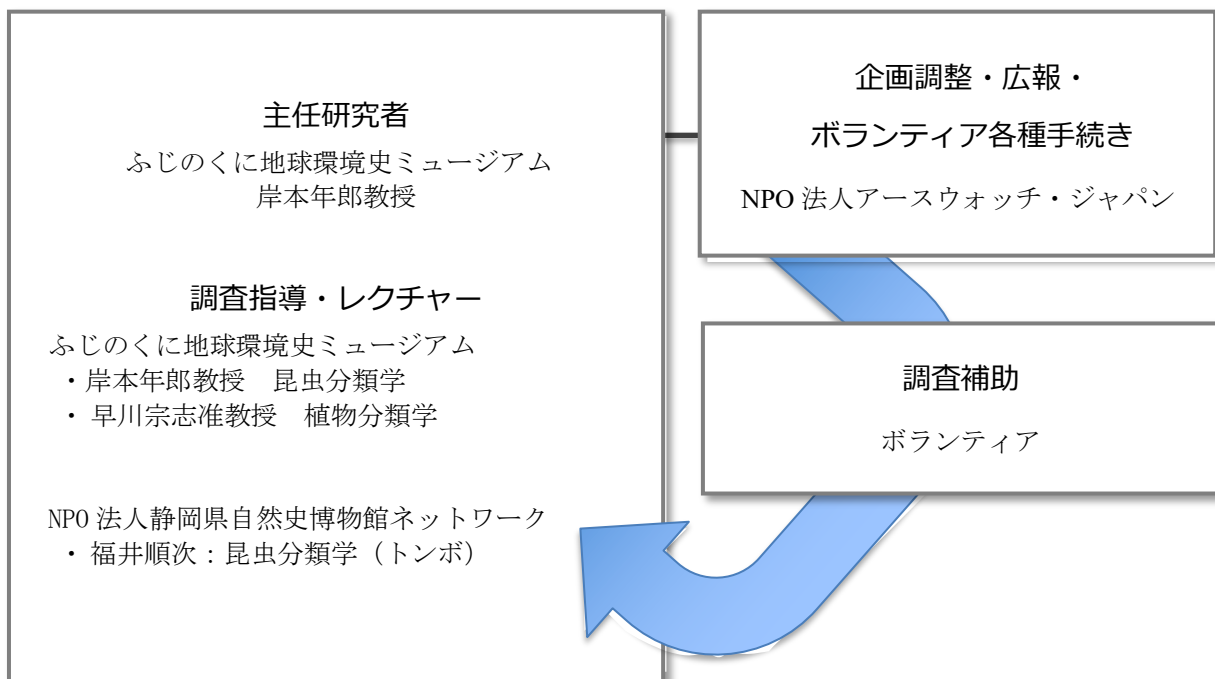 主任研究者
ふじのくに地球環境史ミュージアム
岸本年郎教授
調査指導・レクチャー
ふじのくに地球環境史ミュージアム
・岸本年郎教授　昆虫分類学
・ 早川宗志准教授　植物分類学
NPO 法人静岡県自然史博物館ネットワーク
・ 福井順次：昆虫分類学（トンボ）
企画調整・広報・
ボランティア各種手続き
NPO 法人アースウォッチ・ジャパン
調査補助
ボランティア